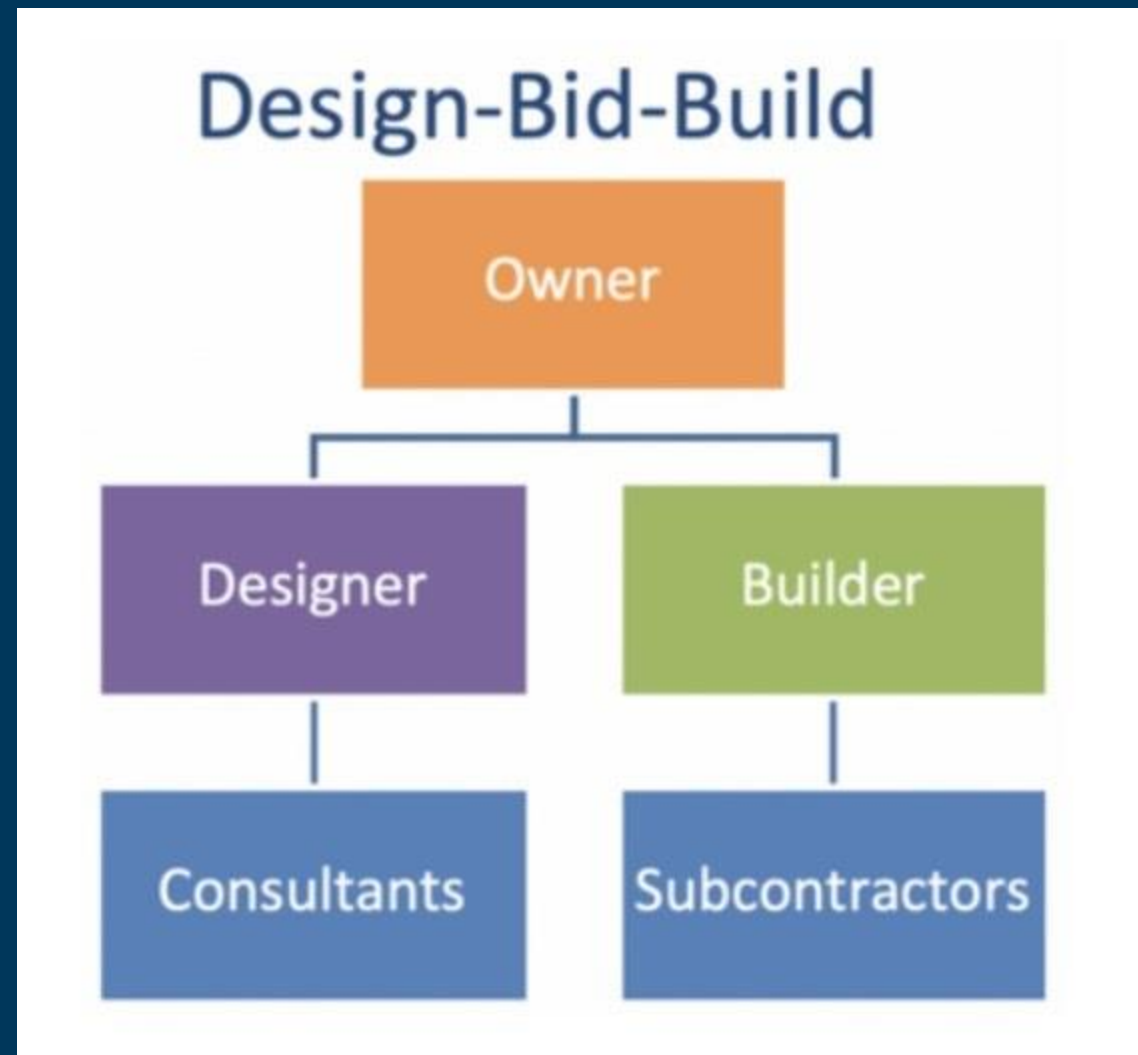 Design-Bid-Build
Owner
Designer
Builder
Consultants
Subcontractors